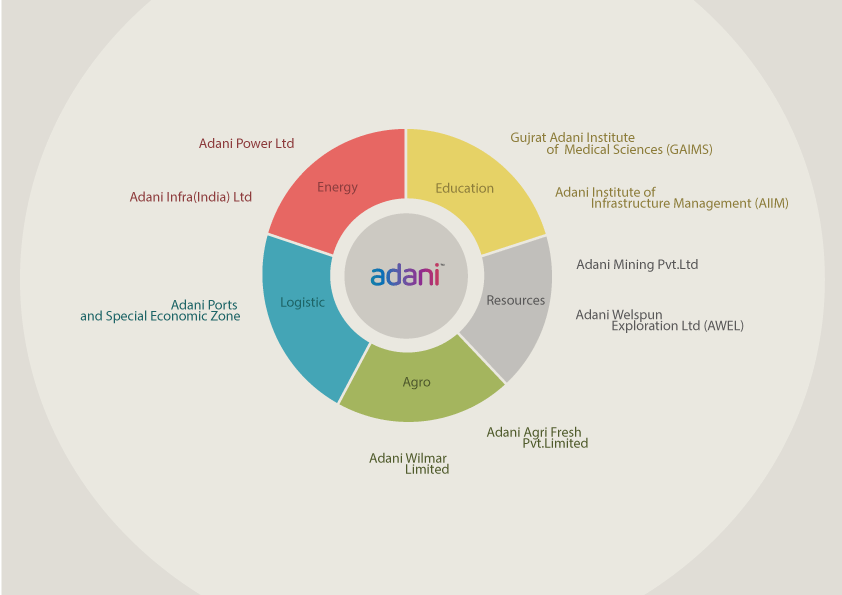 Adani Power Ltd
Adani Infra(India) Ltd
Energy
Education
Gujrat Adani Institute
of Medical Sciences (GAIMS)
Adani Institute of
Infrastructure Management (AIIM)
adani™
Logistic
Adani Ports
and Special Economic Zone
Resources
Adani Mining Pvt.Ltd
Adani Welspun
Exploration Ltd (AWEL)
Agro
Adani Agri Fresh
Pvt.Limited
Adani Wilmar
Limited